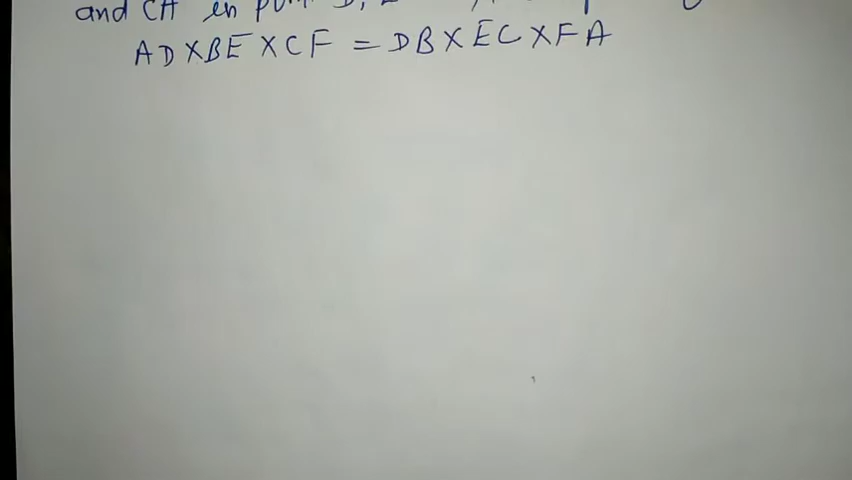 and CA in
AD X BE X CF = DB X EC X FA